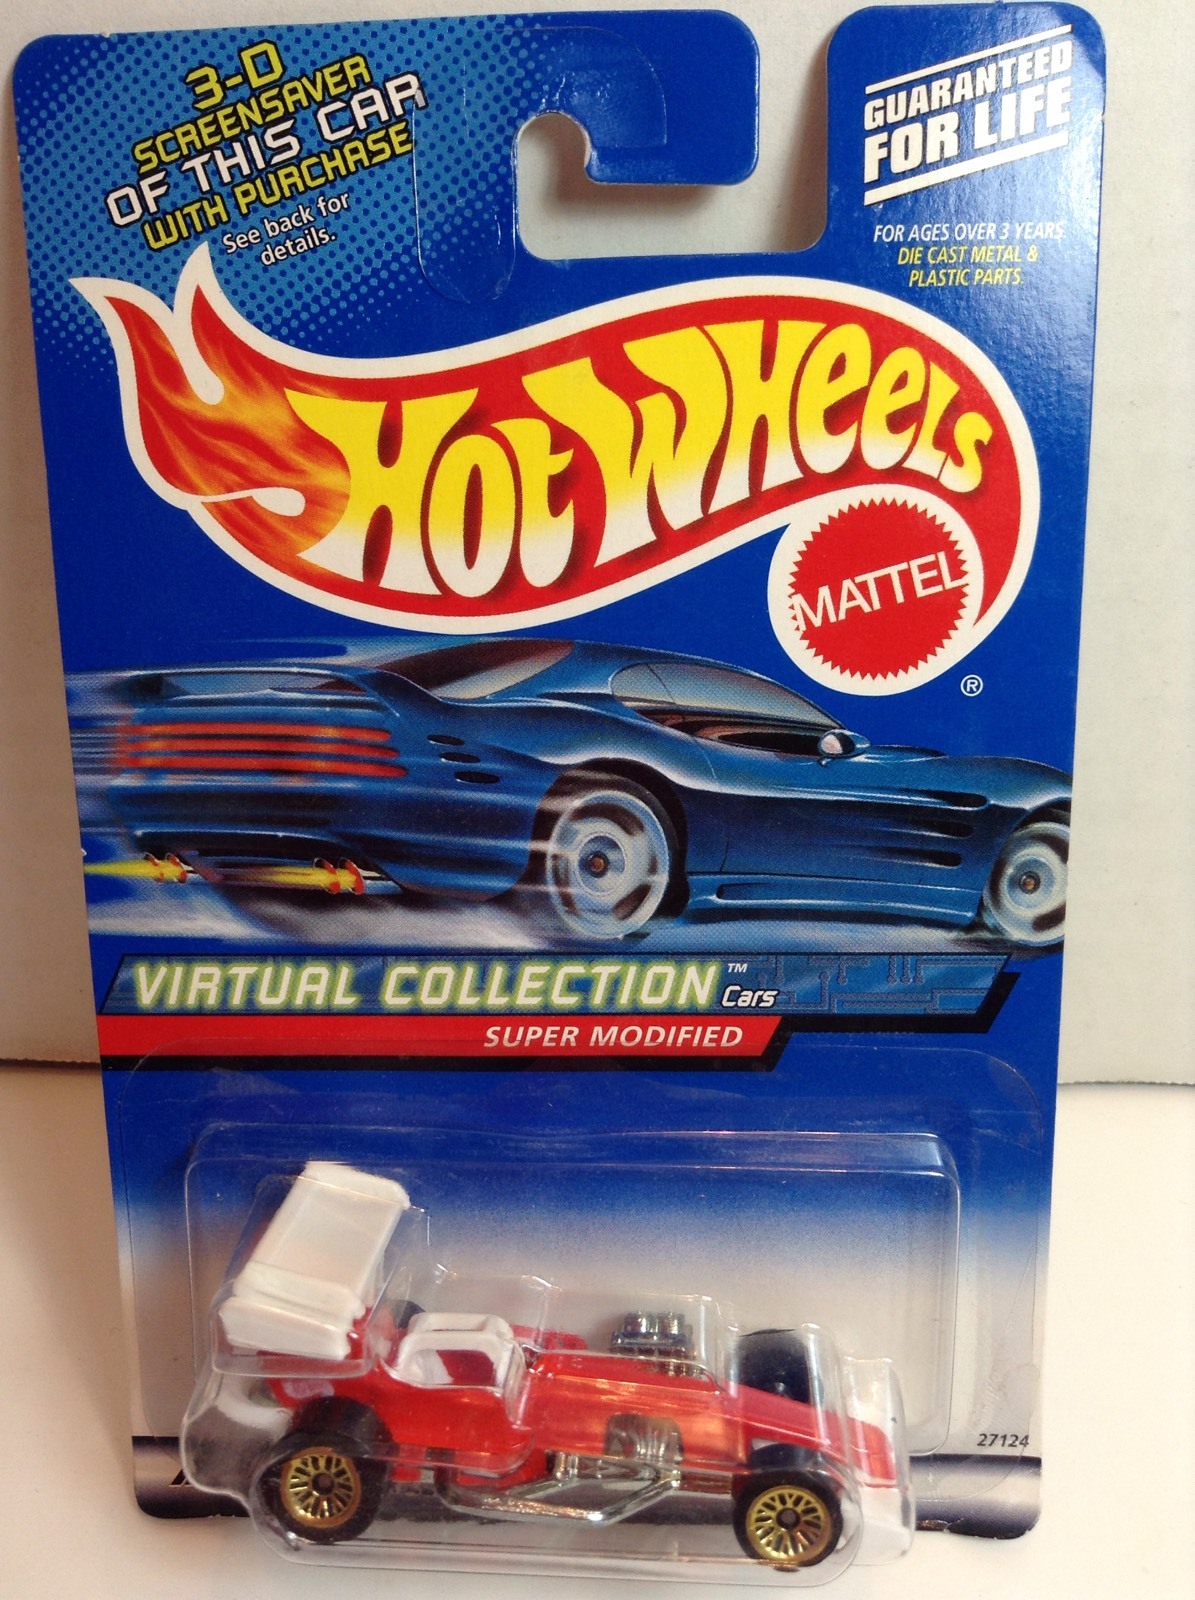 3-D
SCREENSAVER
OF THIS CAR
WITH PURCHASE
See back for
details.
GUARANTEED
FOR LIFE
FOR AGES OVER 3 YEARS.
DIE CAST METAL &
PLASTIC PARTS.
HOT WHEELS
MATTEL
®
VIRTUAL COLLECTION™
Cars
SUPER MODIFIED
27124